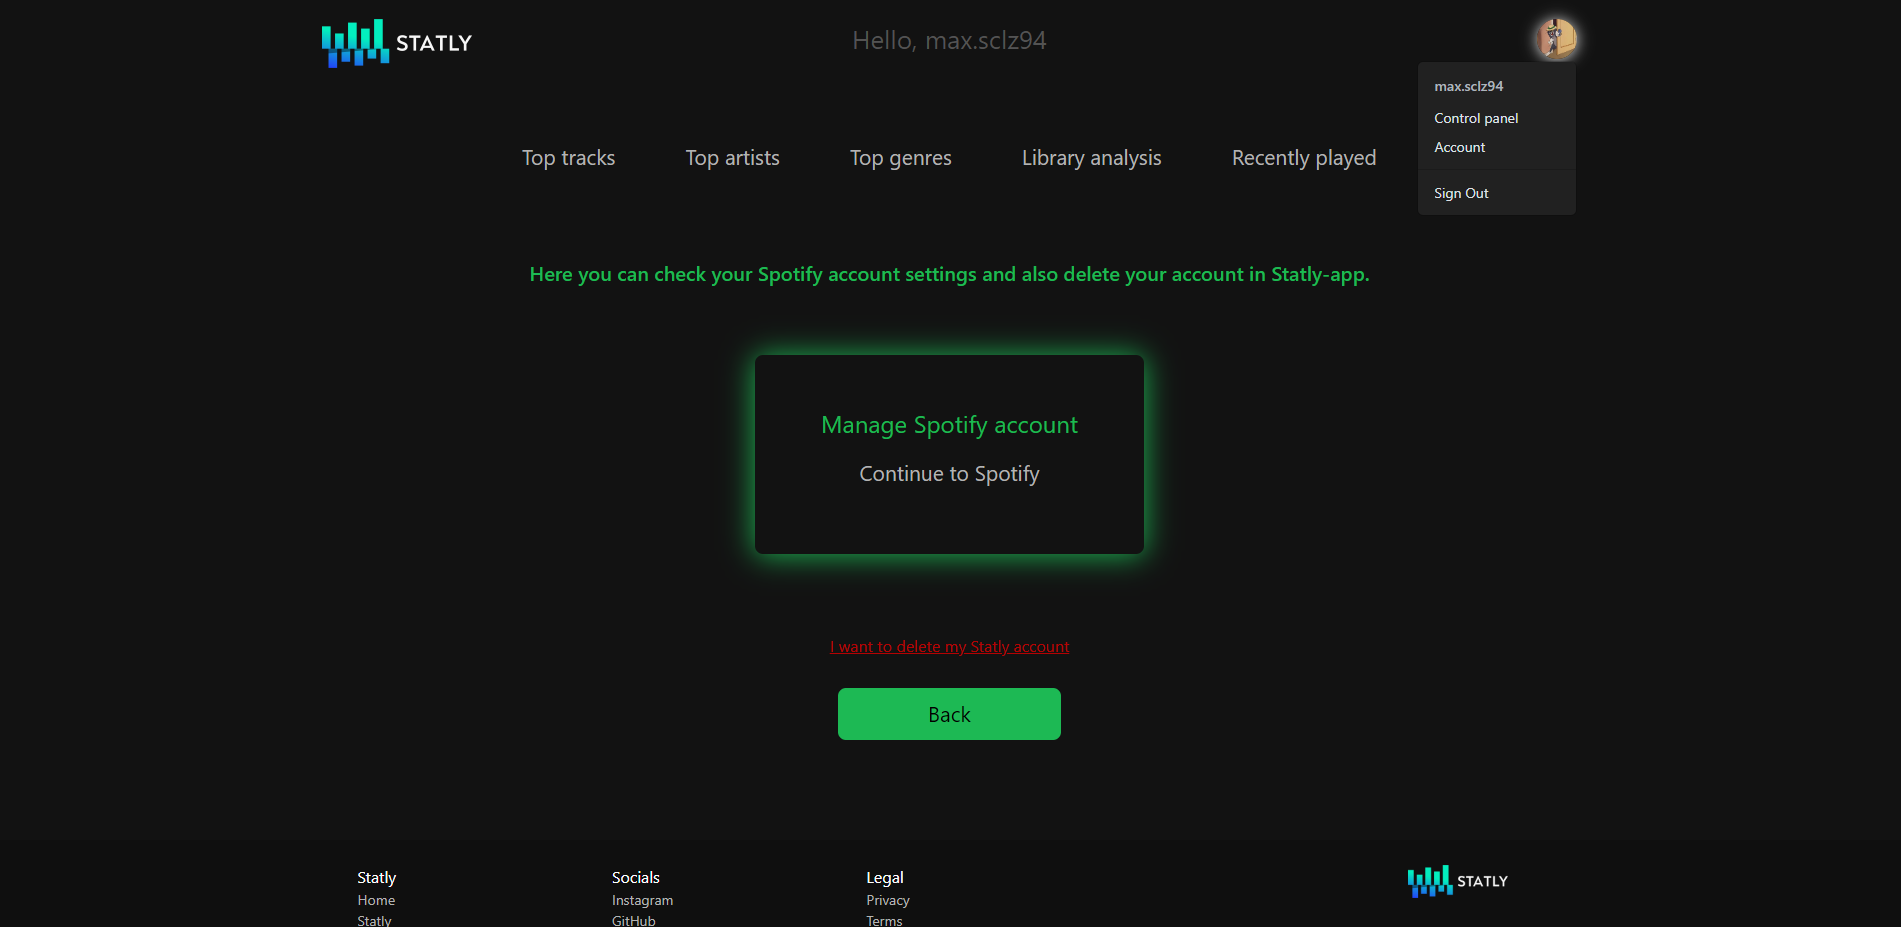 STATLY
Hello, max.sclz94
max.sclz94
Control panel
Account
Sign Out
Top tracks
Top artists
Top genres
Library analysis
Recently played
Here you can check your Spotify account settings and also delete your account in Statly-app.
Manage Spotify account
Continue to Spotify
I want to delete my Statly account
Back
Statly
Home
Statly
Socials
Instagram
GitHub
Legal
Privacy
Terms
STATLY